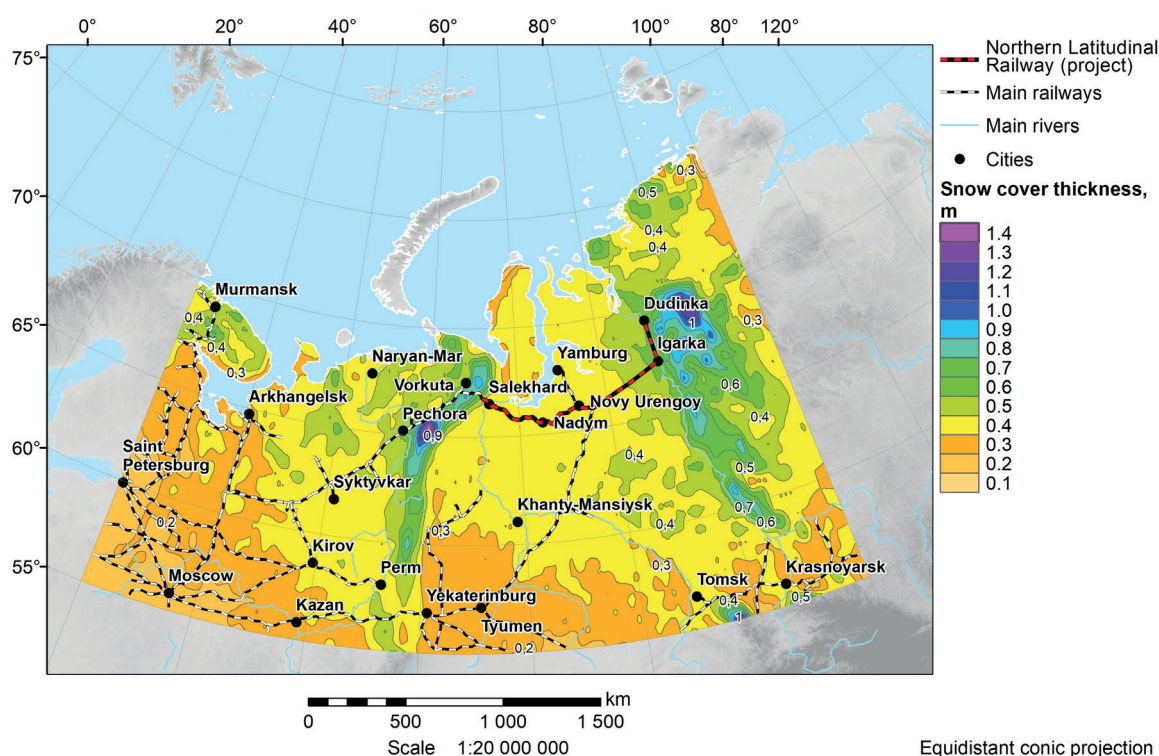 0° 20° 40° 60° 80° 100° 80° 120°
75°
70°
65°
60°
55°
Northern Latitudinal
Railway (project)
Main railways
Main rivers
Cities
Snow cover thickness,
m
1.4
1.3
1.2
1.1
1.0
0.9
0.8
0.7
0.6
0.5
0.4
0.3
0.2
0.1
0,3
0,5
0,4
0,4
Murmansk
0,4
0,4
0,3
Dudinka
1
0,3
Igarka
Naryan-Mar
Yamburg
Vorkuta
Salekhard
0,6
Arkhangelsk
Novy Urengoy
Pechora
0,4
Nadym
0,9
Saint
Petersburg
0,4
0,5
Syktyvkar
Khanty-Mansiysk
0,7
0,2
0,3
0,4
0,6
Kirov
0,3
Moscow
Perm
Tomsk
Krasnoyarsk
Kazan
Yekaterinburg
0,4
0,5
Tyumen
1
0,2
km
0 500 1 000 1 500
Scale 1:20 000 000
Equidistant conic projection